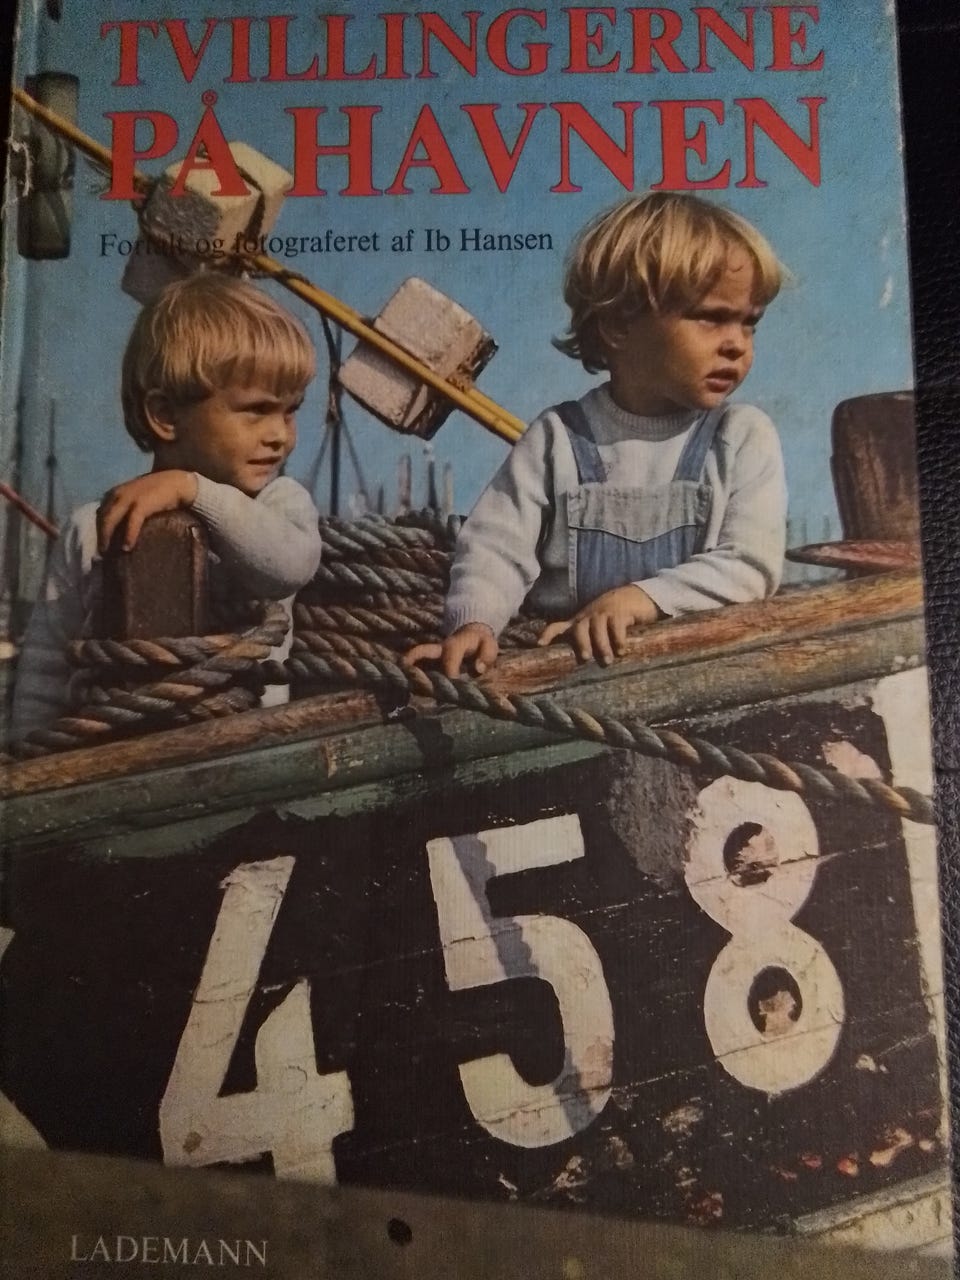 TVILLINGERNE
PÅ HAVNEN
Fortalt og fotograferet af Ib Hansen
458
LADEMANN